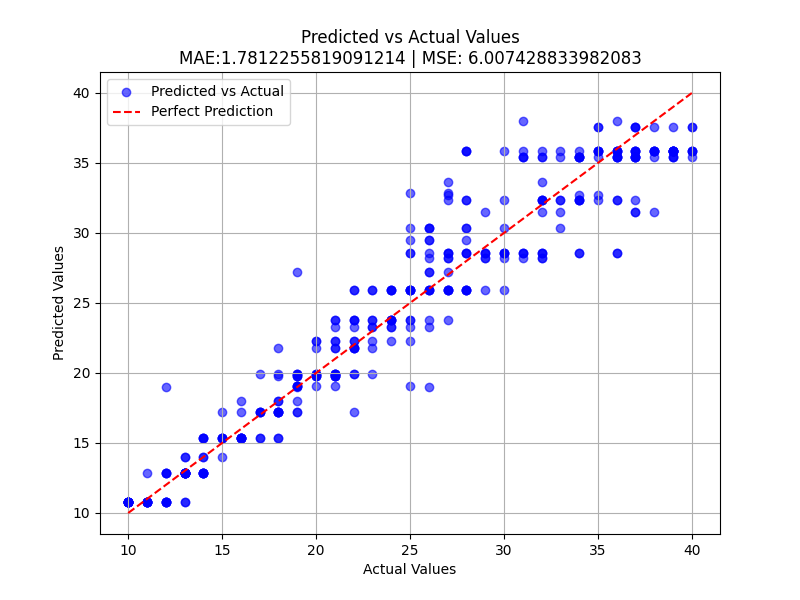 Predicted vs Actual Values
MAE:1.7812255819091214 | MSE: 6.007428833982083
Predicted vs Actual
Perfect Prediction
40
35
30
25
20
15
10
Predicted Values
10 15 20 25 30 35 40
Actual Values